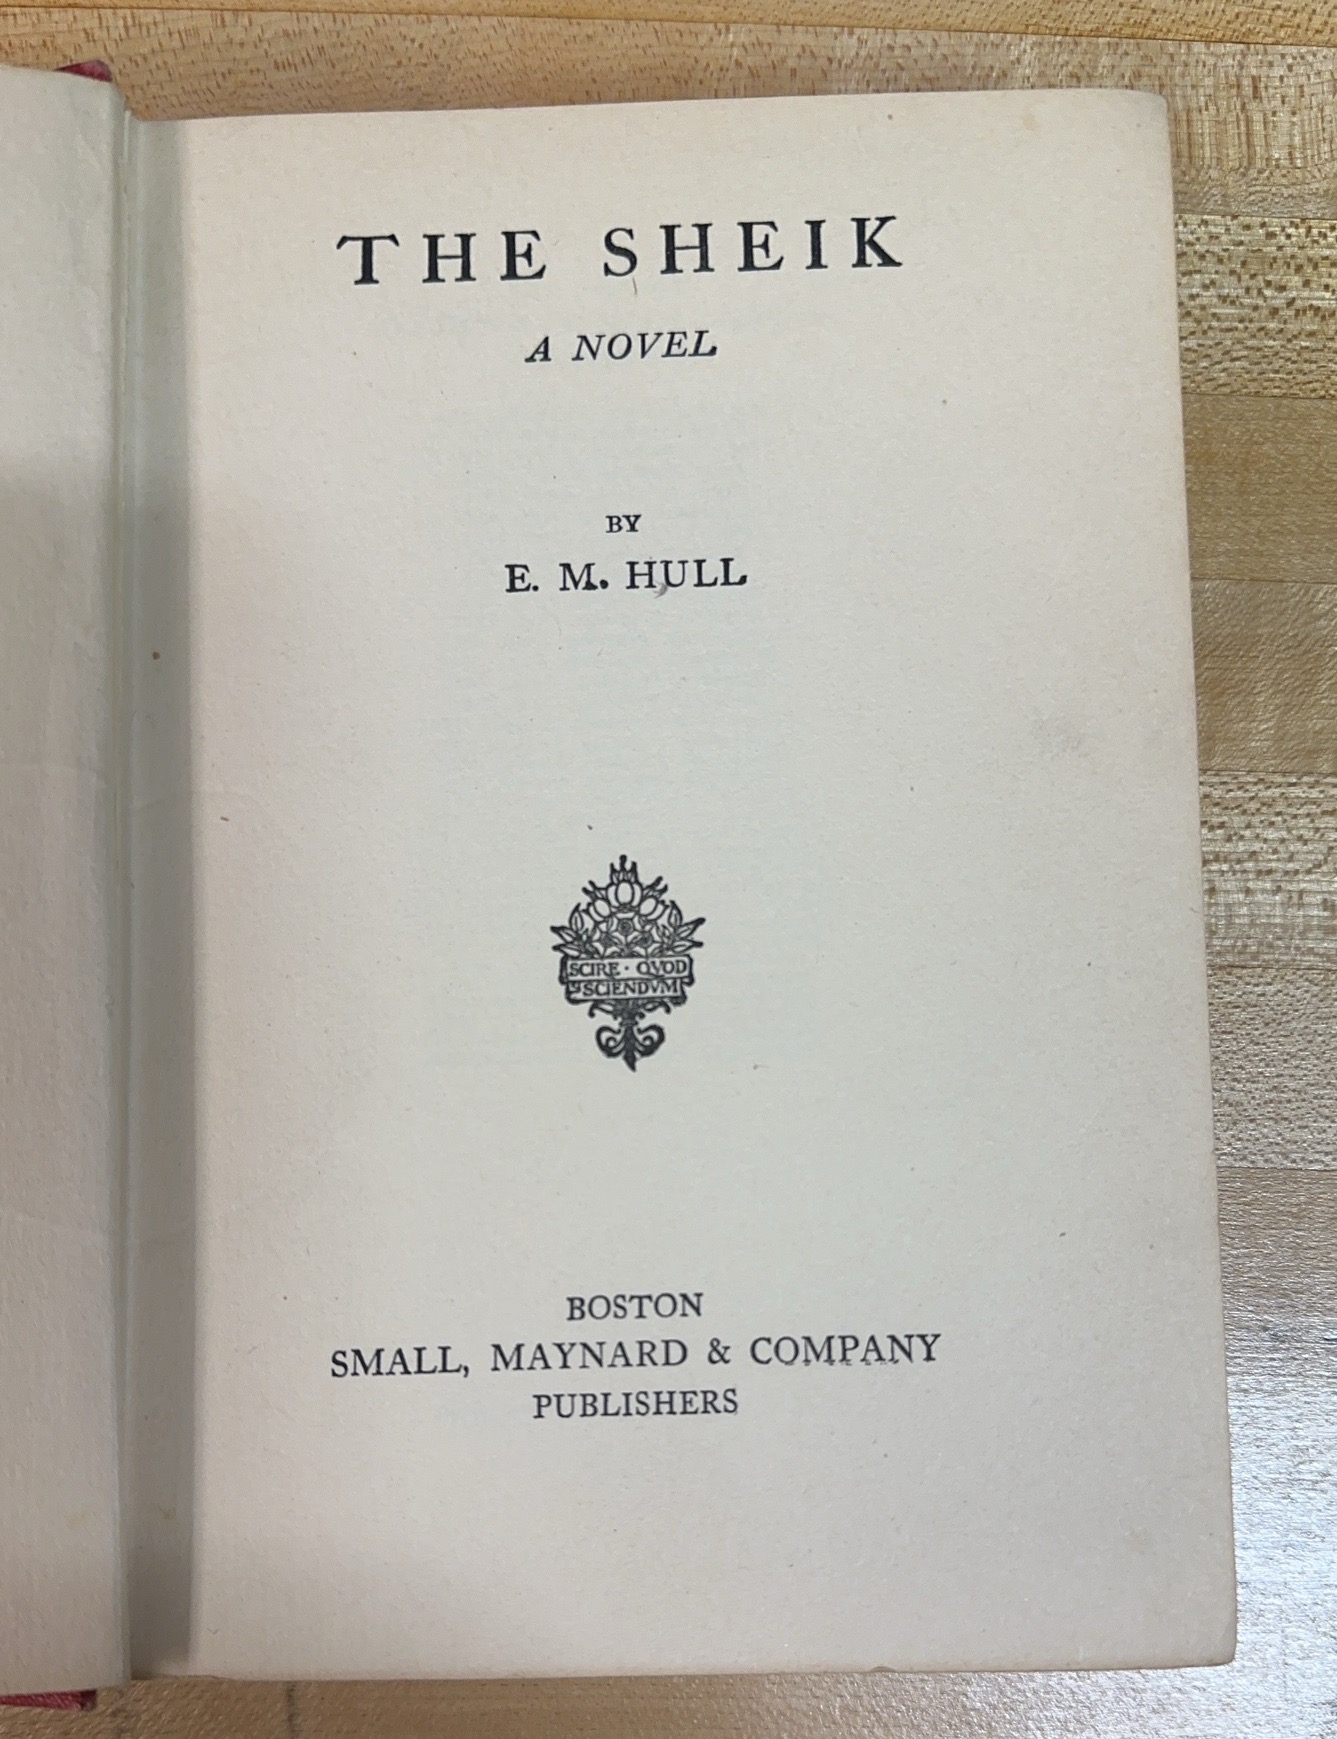 THE SHEIK
A NOVEL
BY
E. M. HULL
SCIRE · QVOD
SCIENDVM
BOSTON
SMALL, MAYNARD & COMPANY
PUBLISHERS